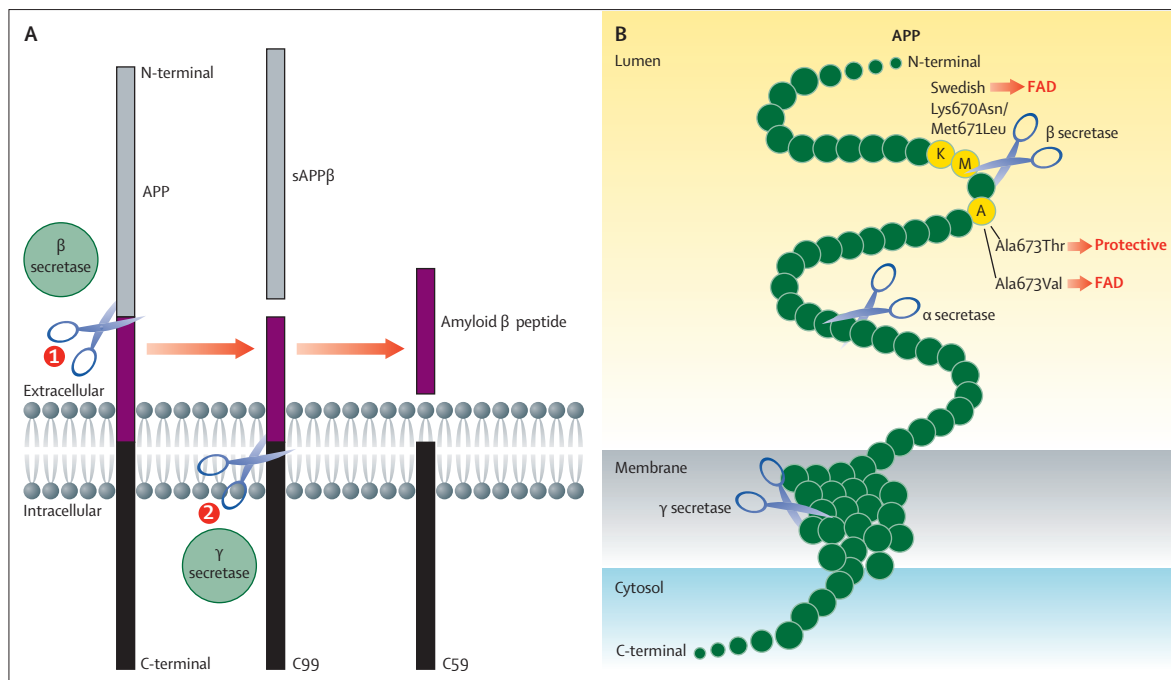 A
N-terminal
APP
sAPPβ
β
secretase
Amyloid β peptide
1
Extracellular
Intracellular
2
γ
secretase
C-terminal
C99
C59
B
APP
Lumen
N-terminal
Swedish FAD
Lys670Asn/
Met671Leu
β secretase
K
M
A
Ala673Thr Protective
Ala673Val FAD
α secretase
Membrane
γ secretase
Cytosol
C-terminal